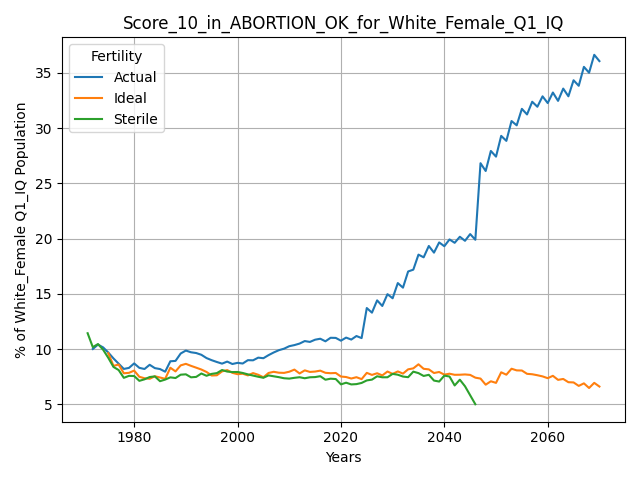 Score_10_in_ABORTION_OK_for_White_Female_Q1_IQ
Fertility
Actual
Ideal
Sterile
% of White_Female Q1_IQ Population
35
30
25
20
15
10
5
1980 2000 2020 2040 2060
Years